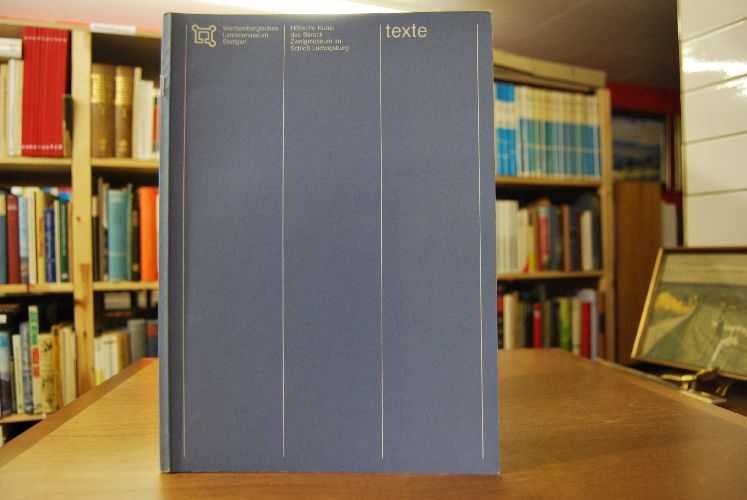 Württembergisches
Landesmuseum
Stuttgart
Höfische Kunst
des Barock
Zweigmuseum im
Schloß Ludwigsburg
texte